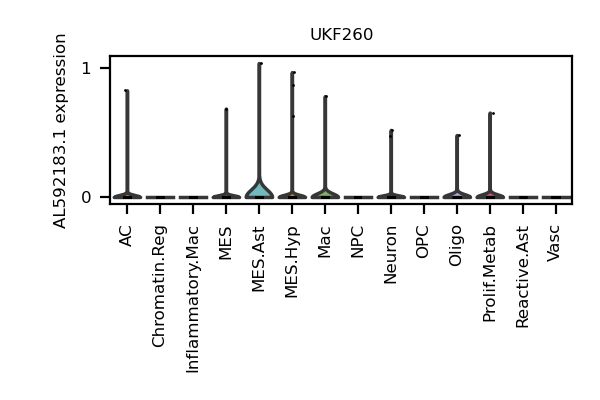 UKF260
AL592183.1 expression
1
0
AC
Chromatin.Reg
Inflammatory.Mac
MES
MES.Ast
MES.Hyp
Mac
NPC
Neuron
OPC
Oligo
Prolif.Metab
Reactive.Ast
Vasc